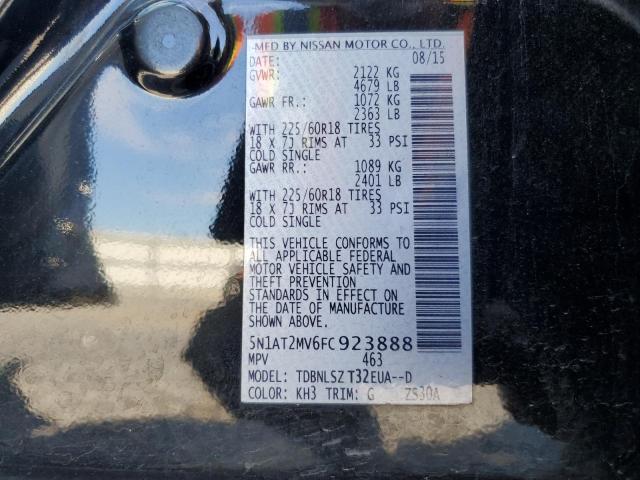 MFD BY NISSAN MOTOR CO., LTD.
DATE: 08/15
GVWR: 2122 KG
4679 LB
GAWR FR.: 1072 KG
2363 LB
WITH 225/60R18 TIRES
18 X 7J RIMS AT 33 PSI
COLD SINGLE
GAWR RR.: 1089 KG
2401 LB
WITH 225/60R18 TIRES
18 X 7J RIMS AT 33 PSI
COLD SINGLE
THIS VEHICLE CONFORMS TO
ALL APPLICABLE FEDERAL
MOTOR VEHICLE SAFETY AND
THEFT PREVENTION
STANDARDS IN EFFECT ON
THE DATE OF MANUFACTURE
SHOWN ABOVE.
5N1AT2MV6FC923888
MPV 463
MODEL: TDBNLSZ T32EUA--D
COLOR: KH3 TRIM: G ZS30A